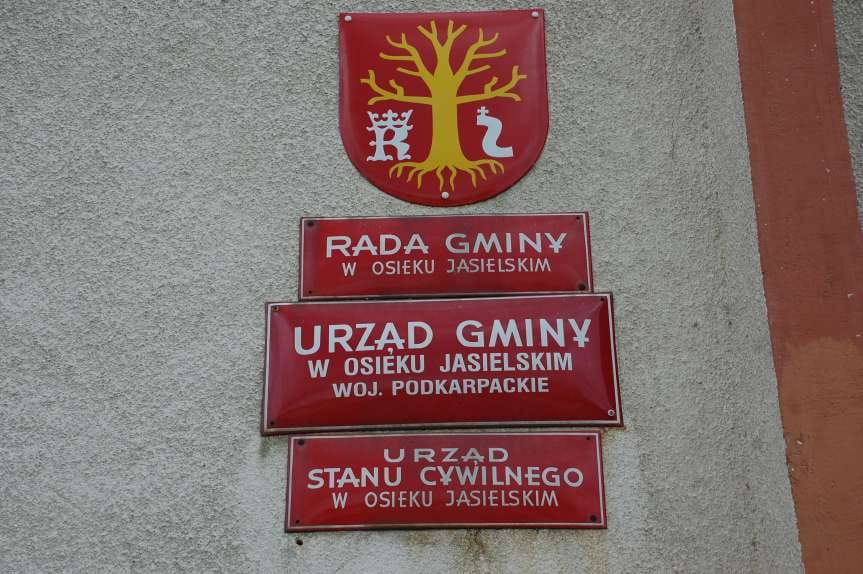 R
RADA GMINY
W OSIEKU JASIELSKIM
URZĄD GMINY
W OSIEKU JASIELSKIM
WOJ. PODKARPACKIE
URZĄD
STANU CYWILNEGO
W OSIEKU JASIELSKIM